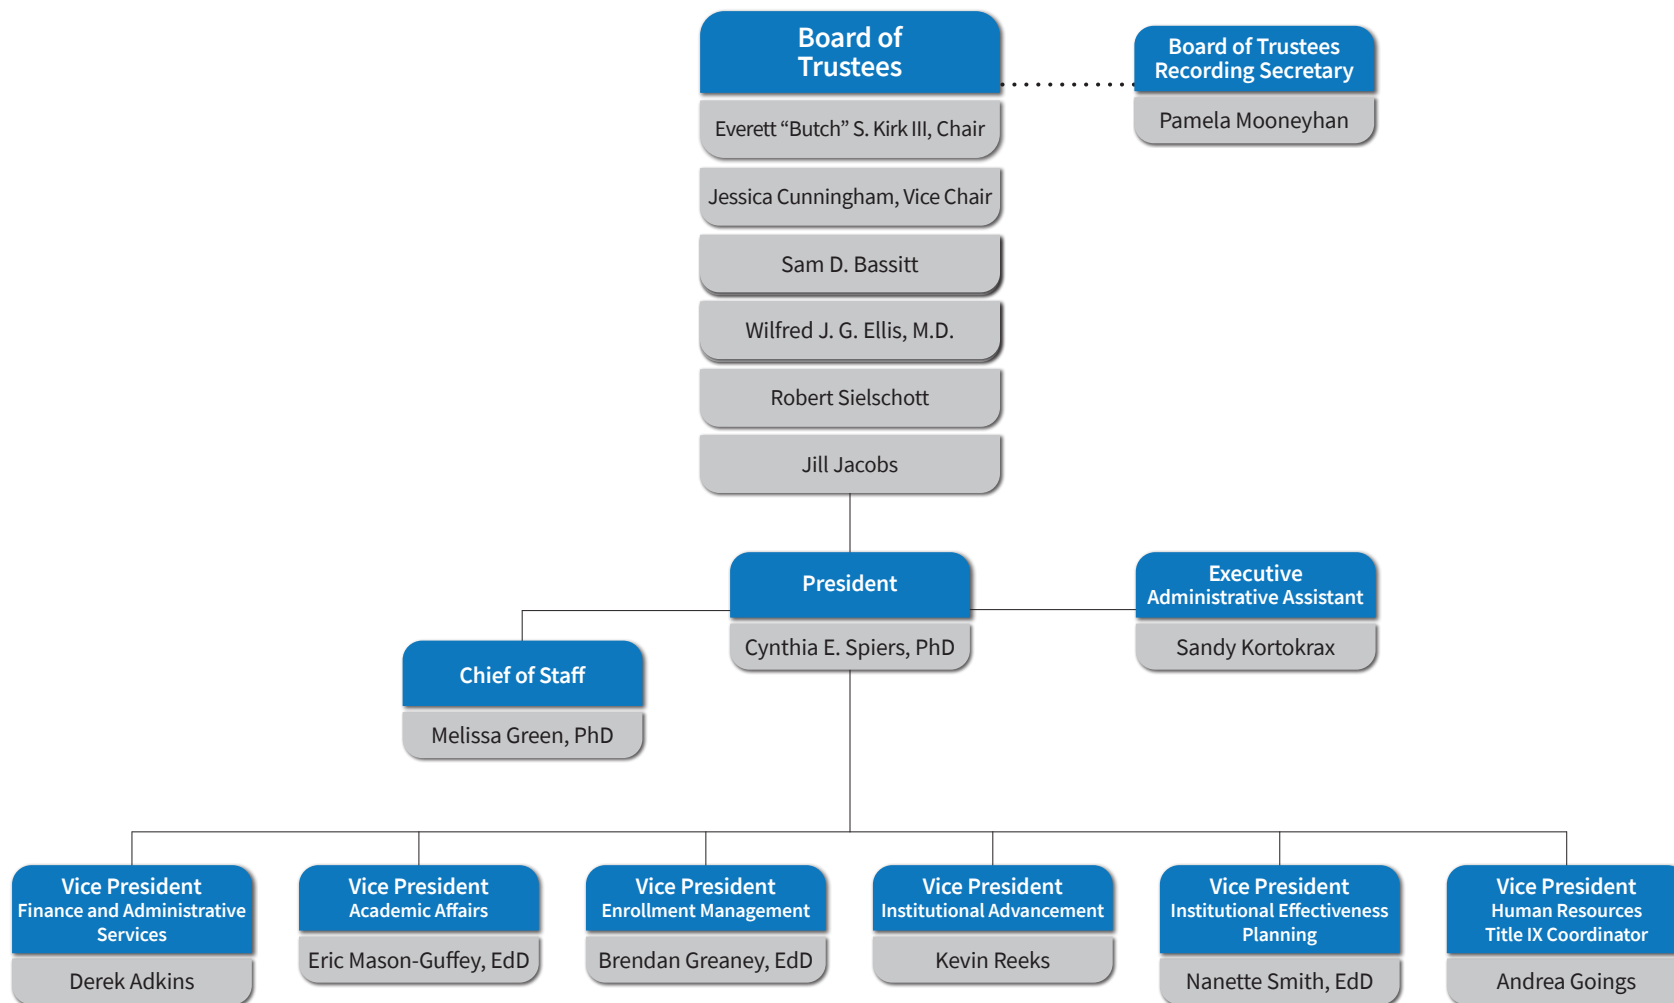 Board of
Trustees
Board of Trustees
Recording Secretary
Everett “Butch” S. Kirk III, Chair
Pamela Mooneyhan
Jessica Cunningham, Vice Chair
Sam D. Bassitt
Wilfred J. G. Ellis, M.D.
Robert Sielschott
Jill Jacobs
President
Cynthia E. Spiers, PhD
Executive
Administrative Assistant
Sandy Kortokrax
Chief of Staff
Melissa Green, PhD
Vice President
Finance and Administrative
Services
Derek Adkins
Vice President
Academic Affairs
Eric Mason-Guffey, EdD
Vice President
Enrollment Management
Brendan Greaney, EdD
Vice President
Institutional Advancement
Kevin Reeks
Vice President
Institutional Effectiveness
Planning
Nanette Smith, EdD
Vice President
Human Resources
Title IX Coordinator
Andrea Goings